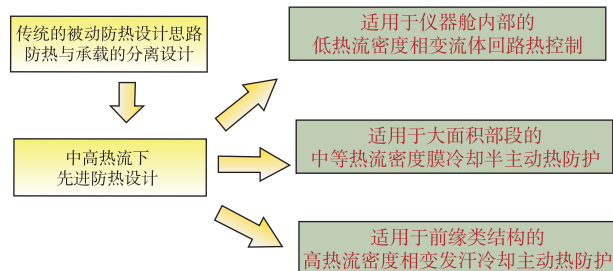 传统的被动防热设计思路
防热与承载的分离设计
中高热流下
先进防热设计
适用于仪器舱内部的
低热流密度相变流体回路热控制
适用于大面积部段的
中等热流密度膜冷却半主动热防护
适用于前缘类结构的
高热流密度相变发汗冷却主动热防护